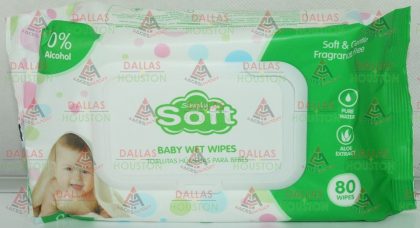 0%
Alcohol
Soft & Gentle
Fragrance Free
Simply
Soft
BABY WET WIPES
TOALLITAS HÚMEDAS PARA BEBÉS
PURE
WATER
ALOE
EXTRACT
80
WIPES
DALLAS
HOUSTON